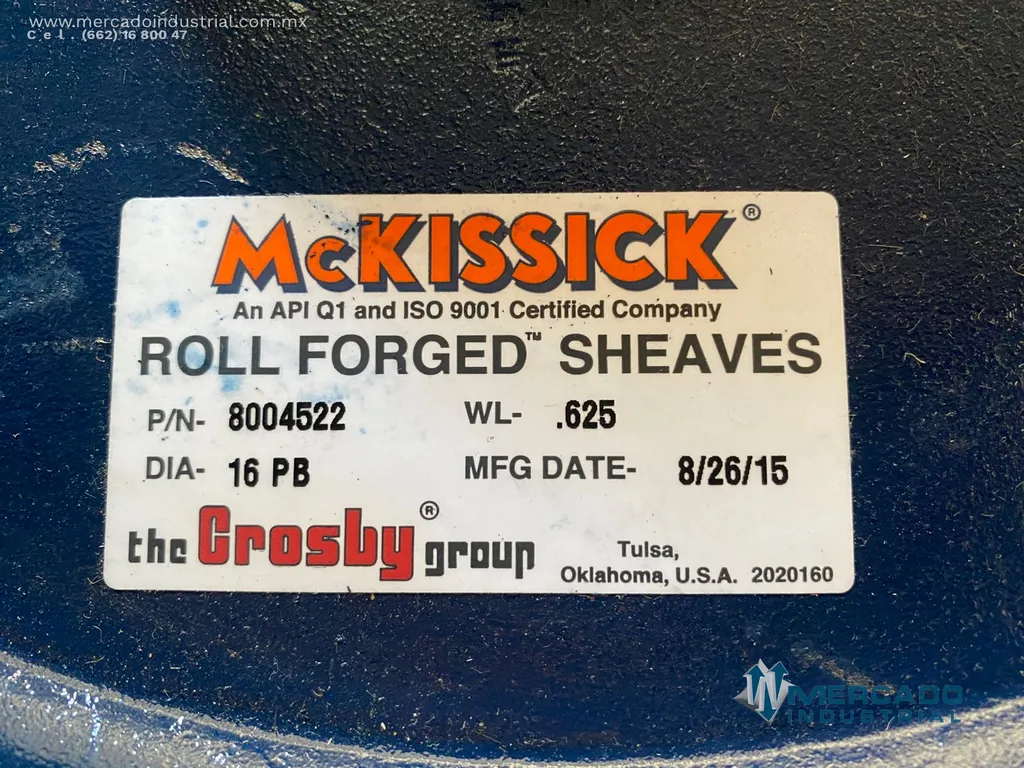 www.mercadoindustrial.com.mx
Cel. (662) 16 800 47
McKISSICK®
An API Q1 and ISO 9001 Certified Company
ROLL FORGED™ SHEAVES
P/N- 8004522 WL- .625
DIA- 16 PB MFG DATE- 8/26/15
the Crosby® group
Tulsa,
Oklahoma, U.S.A. 2020160
MERCADO
INDUSTRIAL